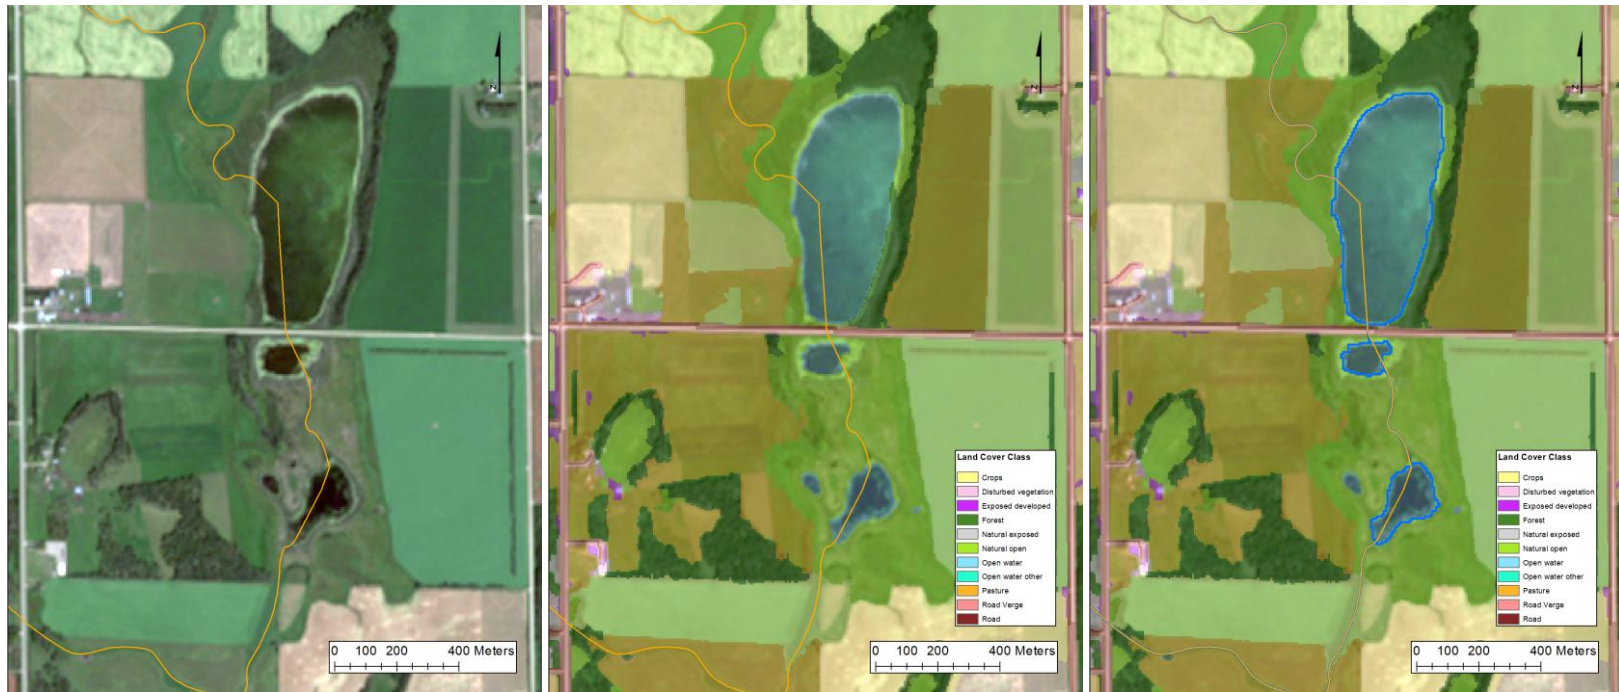 N
0 100 200 400 Meters
N
Land Cover Class
Crops
Disturbed vegetation
Exposed developed
Forest
Natural exposed
Natural open
Open water
Open water other
Pasture
Road Verge
Road
0 100 200 400 Meters
N
Land Cover Class
Crops
Disturbed vegetation
Exposed developed
Forest
Natural exposed
Natural open
Open water
Open water other
Pasture
Road Verge
Road
0 100 200 400 Meters